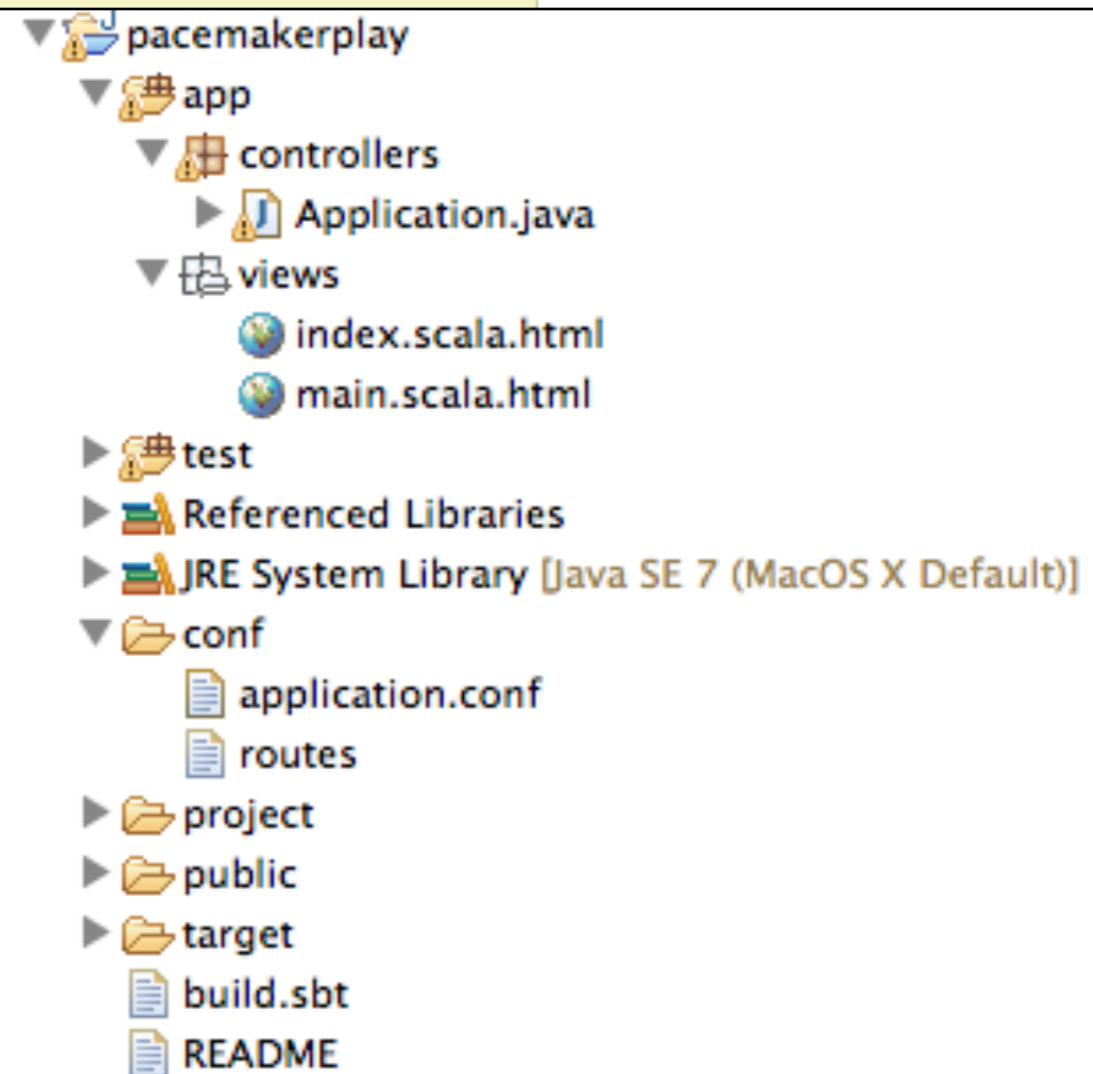 pacemakerplay
app
controllers
Application.java
views
index.scala.html
main.scala.html
test
Referenced Libraries
JRE System Library [Java SE 7 (MacOS X Default)]
conf
application.conf
routes
project
public
target
build.sbt
README